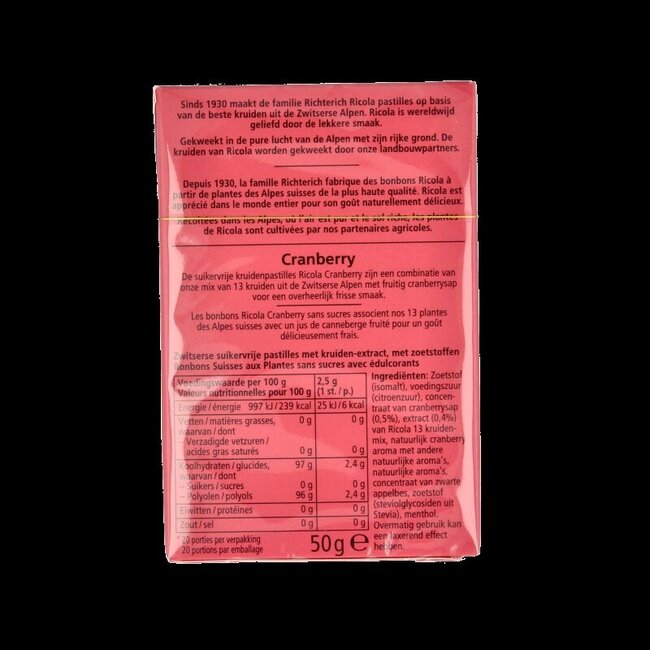 Sinds 1930 maakt de familie Richterich Ricola pastilles op basis
van de beste kruiden uit de Zwitserse Alpen. Ricola is wereldwijd
geliefd door de lekkere smaak.
Gekweekt in de pure lucht van de Alpen met zijn rijke grond. De
kruiden van Ricola worden gekweekt door onze landbouwpartners.
Depuis 1930, la famille Richterich fabrique des bonbons Ricola à
partir de plantes des Alpes suisses de la plus haute qualité. Ricola est
apprécié dans le monde entier pour son goût naturellement délicieux.
Récoltées dans les Alpes, où l'air est pur et le sol riche, les plantes
de Ricola sont cultivées par nos partenaires agricoles.
Cranberry
De suikervrije kruidenpastilles Ricola Cranberry zijn een combinatie van
onze mix van 13 kruiden uit de Zwitserse Alpen met fruitig cranberrysap
voor een overheerlijk frisse smaak.
Les bonbons Ricola Cranberry sans sucres associent nos 13 plantes
des Alpes suisses avec un jus de canneberge fruité pour un goût
délicieusement frais.
Zwitserse suikervrije pastilles met kruiden-extract, met zoetstoffen
Bonbons Suisses aux Plantes sans sucres avec édulcorants
Voedingswaarde per 100 g 2,5 g
Valeurs nutritionnelles pour 100 g (1 st. / p.)
Energie / énergie 997 kJ / 239 kcal 25 kJ / 6 kcal
Vetten / matières grasses, 0 g 0 g
waarvan / dont
– Verzadigde vetzuren /
acides gras saturés 0 g 0 g
Koolhydraten / glucides, 97 g 2,4 g
waarvan / dont
– Suikers / sucres 0 g 0 g
– Polyolen / polyols 96 g 2,4 g
Eiwitten / protéines 0 g 0 g
Zout / sel 0 g 0 g
* 20 porties per verpakking
20 portions par emballage
50 g ℮
Ingrediënten: Zoetstof
(isomalt), voedingszuur
(citroenzuur), concen-
traat van cranberrysap
(0,5%), extract (0,4%)
van Ricola 13 kruiden-
mix, natuurlijk cranberry
aroma met andere
natuurlijke aroma's,
natuurlijke aroma's,
concentraat van zwarte
appelbes, zoetstof
(steviolglycosiden uit
Stevia), menthol.
Overmatig gebruik kan
een laxerend effect
hebben.